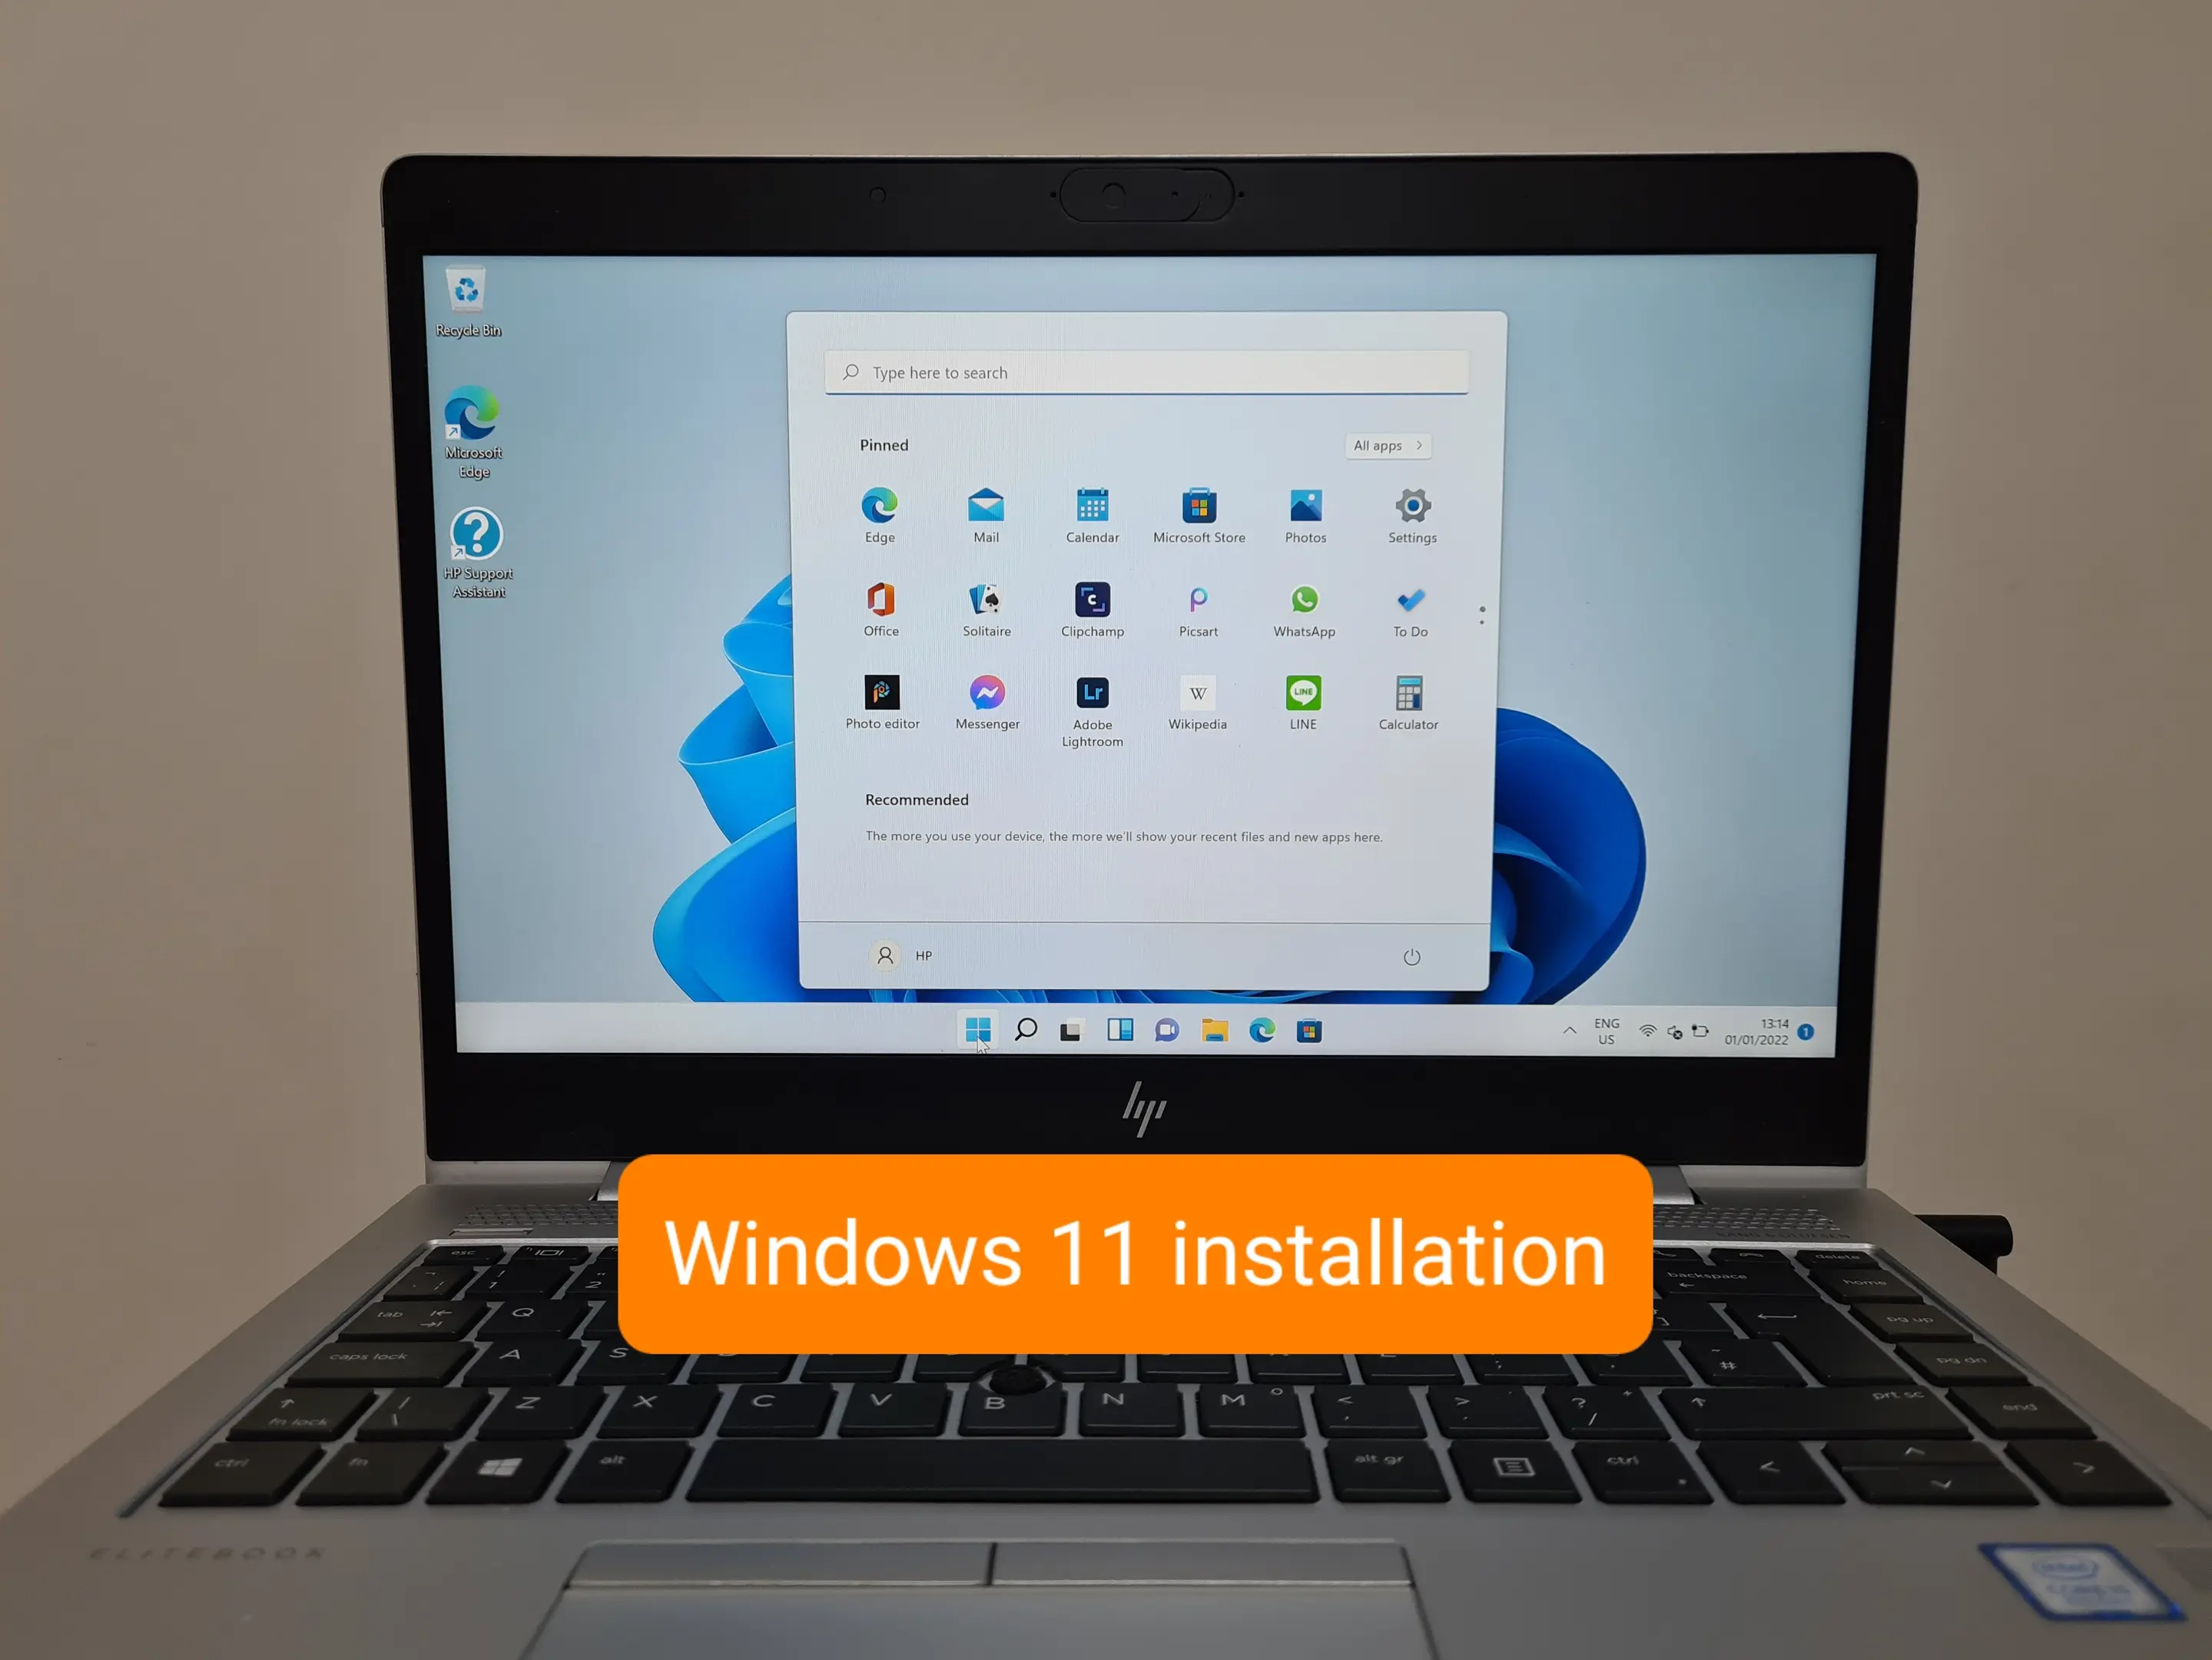 Recycle Bin
Microsoft
Edge
HP Support
Assistant
Type here to search
Pinned
All apps >
Edge
Mail
Calendar
Microsoft Store
Photos
Settings
Office
Solitaire
Clipchamp
Picsart
WhatsApp
To Do
Photo editor
Messenger
Adobe
Lightroom
Wikipedia
LINE
Calculator
Recommended
The more you use your device, the more we'll show your recent files and new apps here.
HP
ENG
US
13:14
01/01/2022
1
hp
Windows 11 installation
esc
delete
1
2
backspace
home
tab
Q
pg up
caps lock
A
S
#
pg dn
fn lock
\
Z
X
C
V
B
N
M
<
,
>
.
?
/
prt sc
end
ctrl
fn
alt
alt gr
ctrl
ELITEBOOK